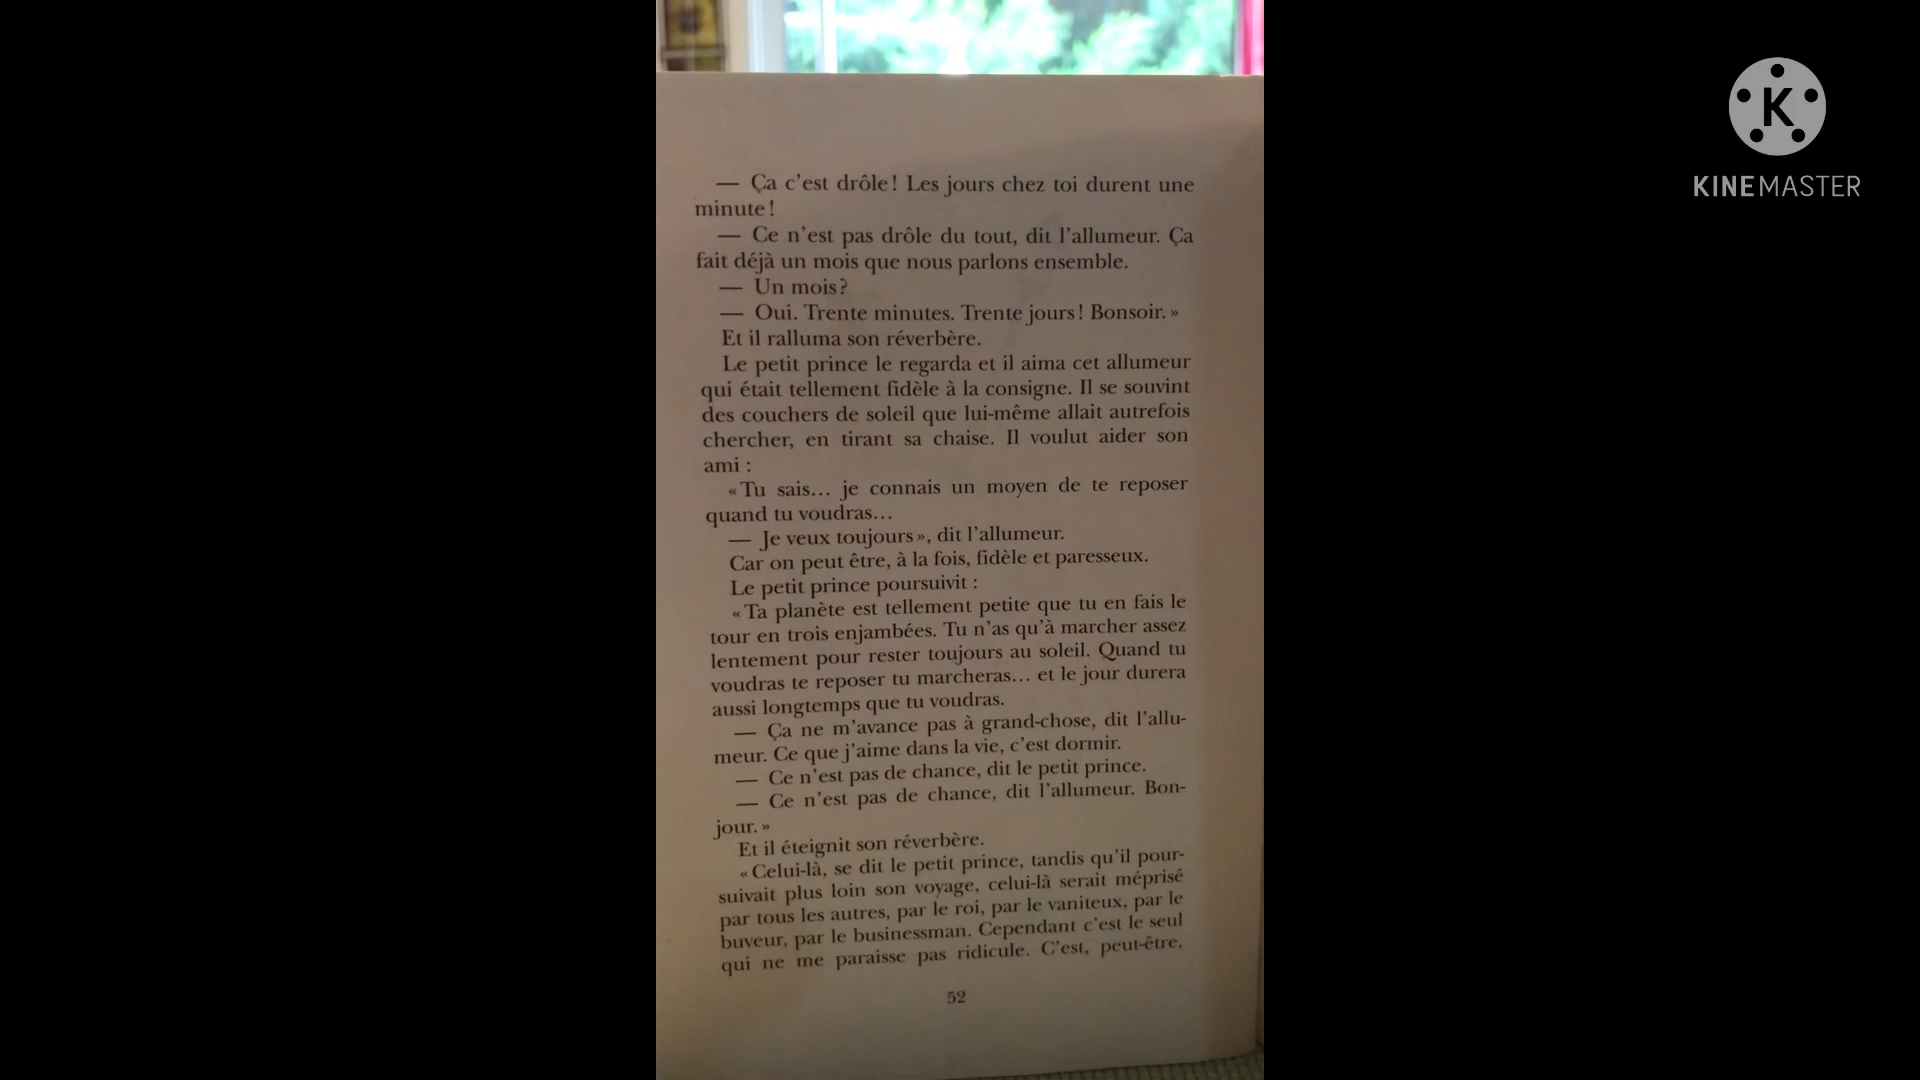 — Ça c'est drôle! Les jours chez toi durent une
minute!
— Ce n'est pas drôle du tout, dit l'allumeur. Ça
fait déjà un mois que nous parlons ensemble.
— Un mois?
— Oui. Trente minutes. Trente jours! Bonsoir.»
Et il ralluma son réverbère.
Le petit prince le regarda et il aima cet allumeur
qui était tellement fidèle à la consigne. Il se souvint
des couchers de soleil que lui-même allait autrefois
chercher, en tirant sa chaise. Il voulut aider son
ami :
«Tu sais... je connais un moyen de te reposer
quand tu voudras...
— Je veux toujours», dit l'allumeur.
Car on peut être, à la fois, fidèle et paresseux.
Le petit prince poursuivit :
«Ta planète est tellement petite que tu en fais le
tour en trois enjambées. Tu n'as qu'à marcher assez
lentement pour rester toujours au soleil. Quand tu
voudras te reposer tu marcheras... et le jour durera
aussi longtemps que tu voudras.
— Ça ne m'avance pas à grand-chose, dit l'allu-
meur. Ce que j'aime dans la vie, c'est dormir.
— Ce n'est pas de chance, dit le petit prince.
— Ce n'est pas de chance, dit l'allumeur. Bon-
jour.»
Et il éteignit son réverbère.
«Celui-là, se dit le petit prince, tandis qu'il pour-
suivait plus loin son voyage, celui-là serait méprisé
par tous les autres, par le roi, par le vaniteux, par le
buveur, par le businessman. Cependant c'est le seul
qui ne me paraisse pas ridicule. C'est, peut-être,
52
K
KINEMASTER